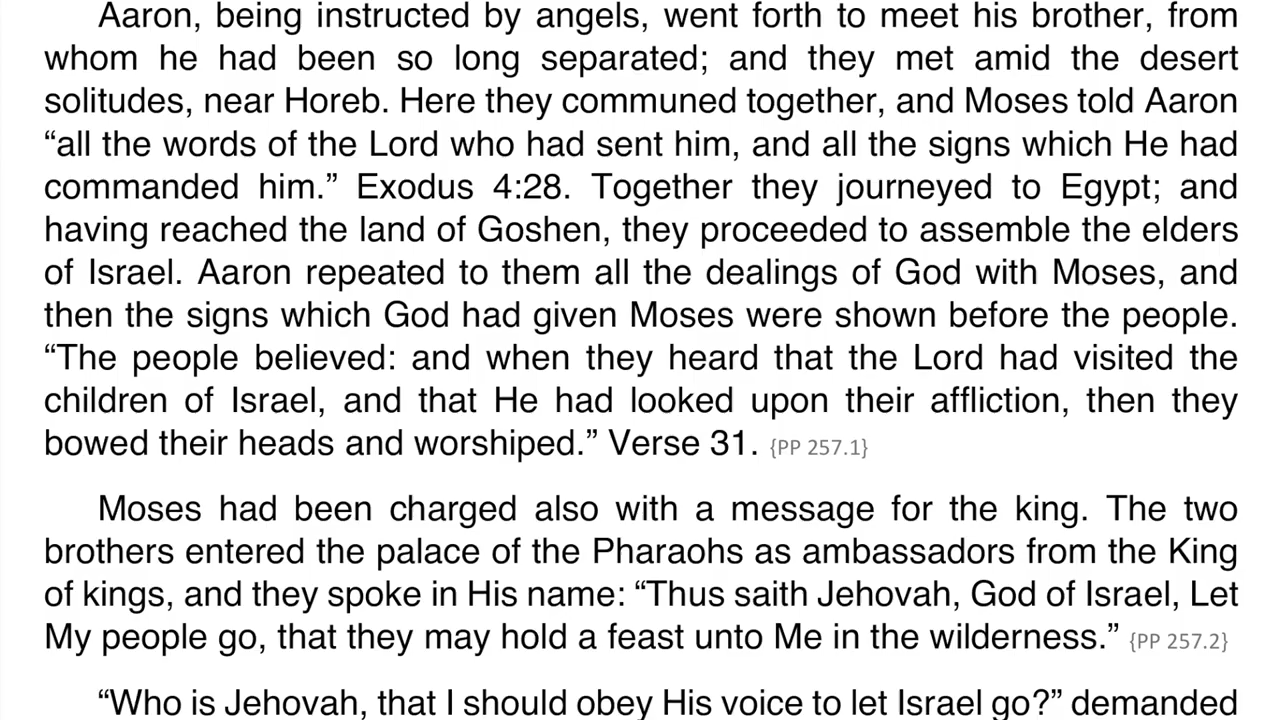 Aaron, being instructed by angels, went forth to meet his brother, from
whom he had been so long separated; and they met amid the desert
solitudes, near Horeb. Here they communed together, and Moses told Aaron
“all the words of the Lord who had sent him, and all the signs which He had
commanded him.” Exodus 4:28. Together they journeyed to Egypt; and
having reached the land of Goshen, they proceeded to assemble the elders
of Israel. Aaron repeated to them all the dealings of God with Moses, and
then the signs which God had given Moses were shown before the people.
“The people believed: and when they heard that the Lord had visited the
children of Israel, and that He had looked upon their affliction, then they
bowed their heads and worshiped.” Verse 31. {PP 257.1}
Moses had been charged also with a message for the king. The two
brothers entered the palace of the Pharaohs as ambassadors from the King
of kings, and they spoke in His name: “Thus saith Jehovah, God of Israel, Let
My people go, that they may hold a feast unto Me in the wilderness.” {PP 257.2}
“Who is Jehovah, that I should obey His voice to let Israel go?” demanded